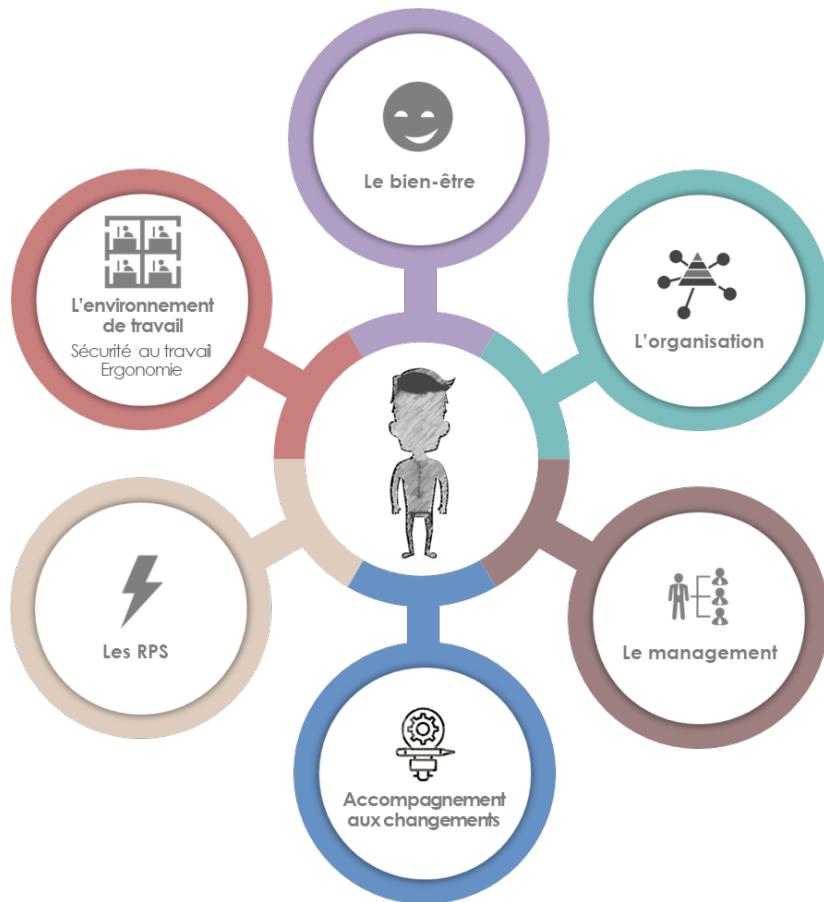 Le bien-être
L'environnement
de travail
Sécurité au travail
Ergonomie
L'organisation
Les RPS
Le management
Accompagnement
aux changements